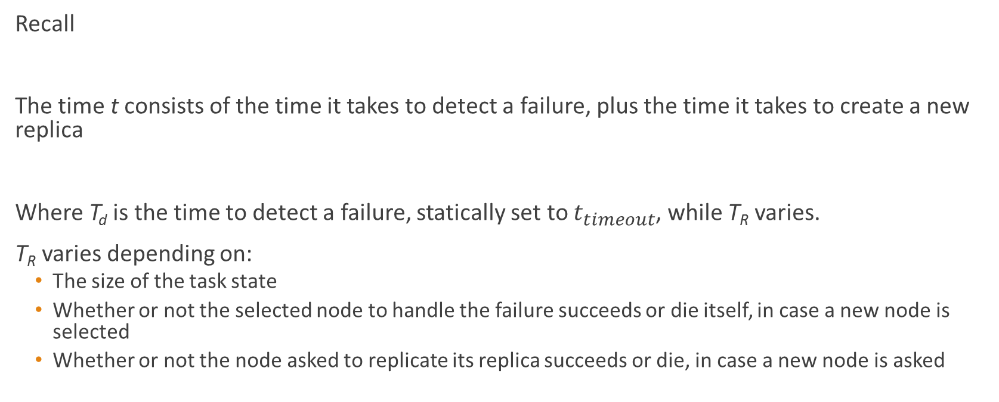 Recall
The time t consists of the time it takes to detect a failure, plus the time it takes to create a new
replica
Where T_d is the time to detect a failure, statically set to t_timeout, while T_R varies.
T_R varies depending on:
• The size of the task state
• Whether or not the selected node to handle the failure succeeds or die itself, in case a new node is
selected
• Whether or not the node asked to replicate its replica succeeds or die, in case a new node is asked